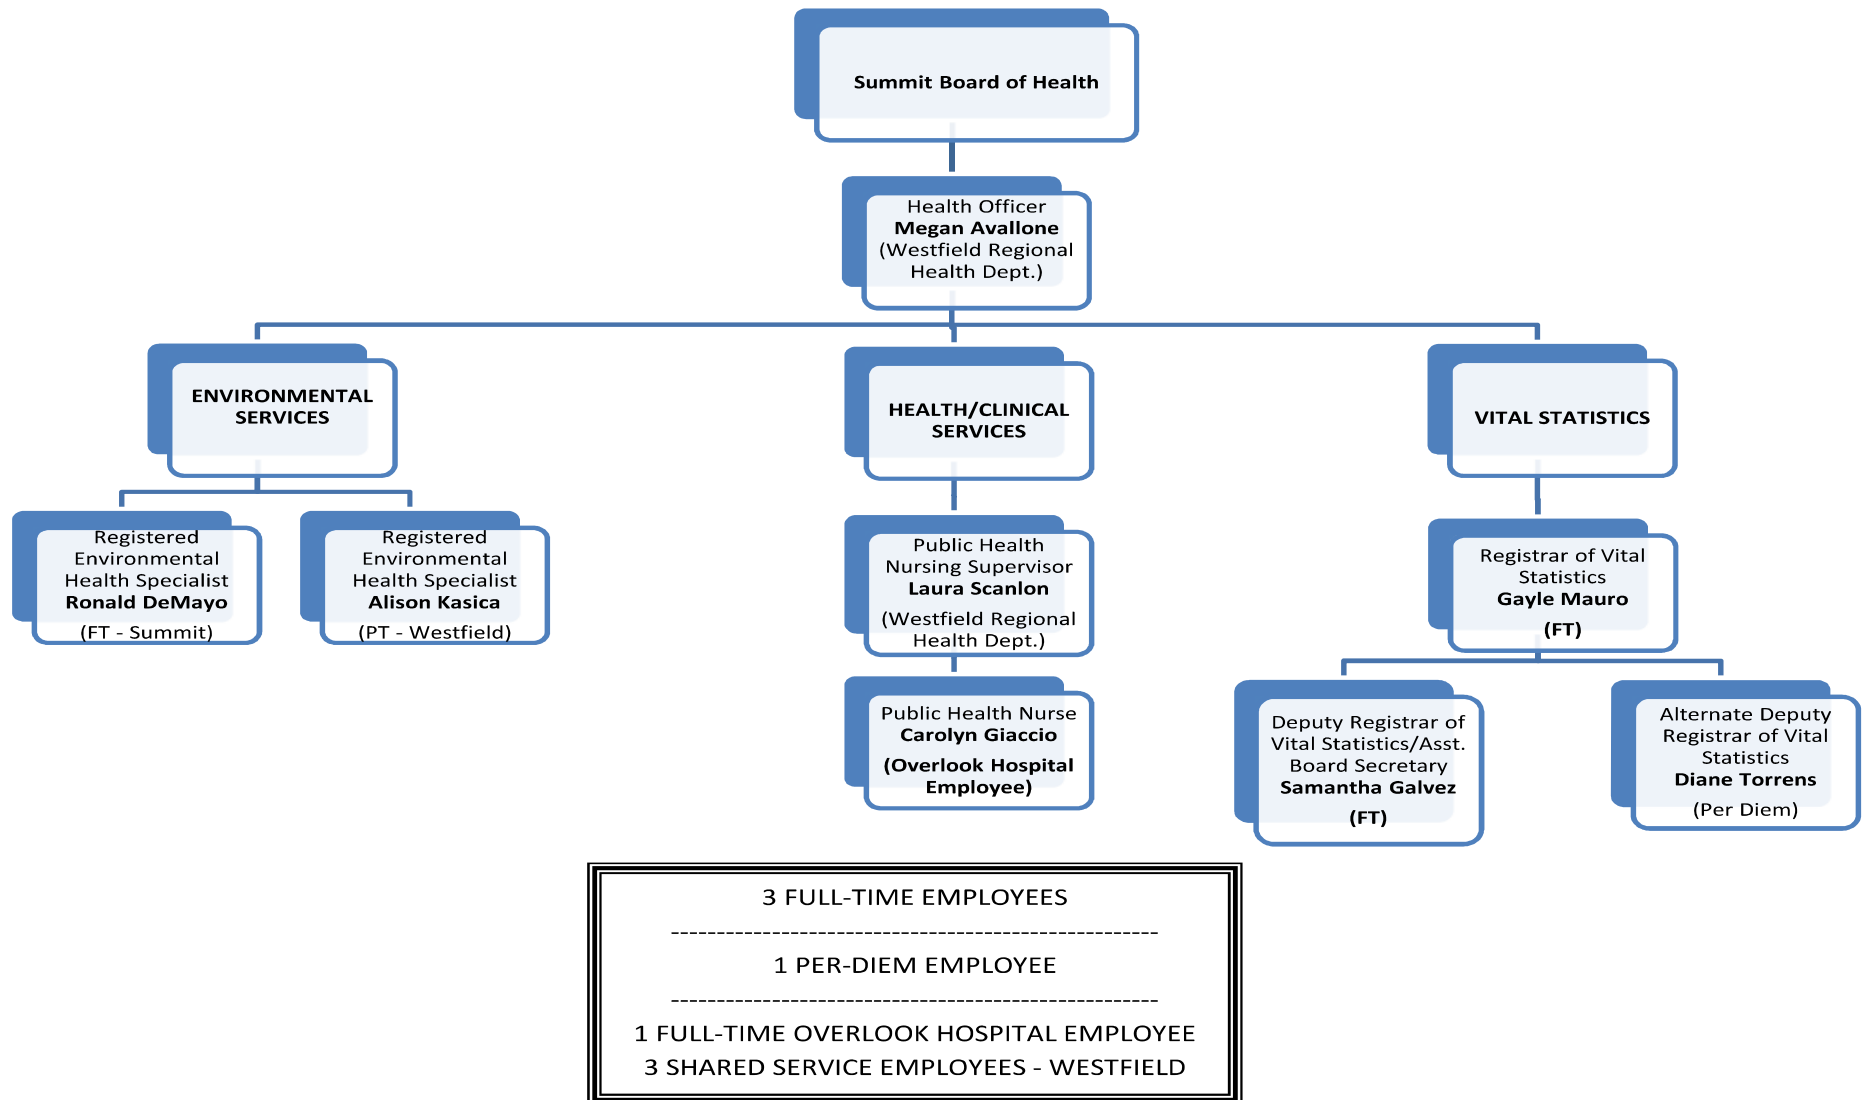 Summit Board of Health
Health Officer
Megan Avallone
(Westfield Regional
Health Dept.)
ENVIRONMENTAL
SERVICES
HEALTH/CLINICAL
SERVICES
VITAL STATISTICS
Registered
Environmental
Health Specialist
Ronald DeMayo
(FT - Summit)
Registered
Environmental
Health Specialist
Alison Kasica
(PT - Westfield)
Public Health
Nursing Supervisor
Laura Scanlon
(Westfield Regional
Health Dept.)
Registrar of Vital
Statistics
Gayle Mauro
(FT)
Public Health Nurse
Carolyn Giaccio
(Overlook Hospital
Employee)
Deputy Registrar of
Vital Statistics/Asst.
Board Secretary
Samantha Galvez
(FT)
Alternate Deputy
Registrar of Vital
Statistics
Diane Torrens
(Per Diem)
3 FULL-TIME EMPLOYEES
-----------------------------------------------------
1 PER-DIEM EMPLOYEE
-----------------------------------------------------
1 FULL-TIME OVERLOOK HOSPITAL EMPLOYEE
3 SHARED SERVICE EMPLOYEES - WESTFIELD